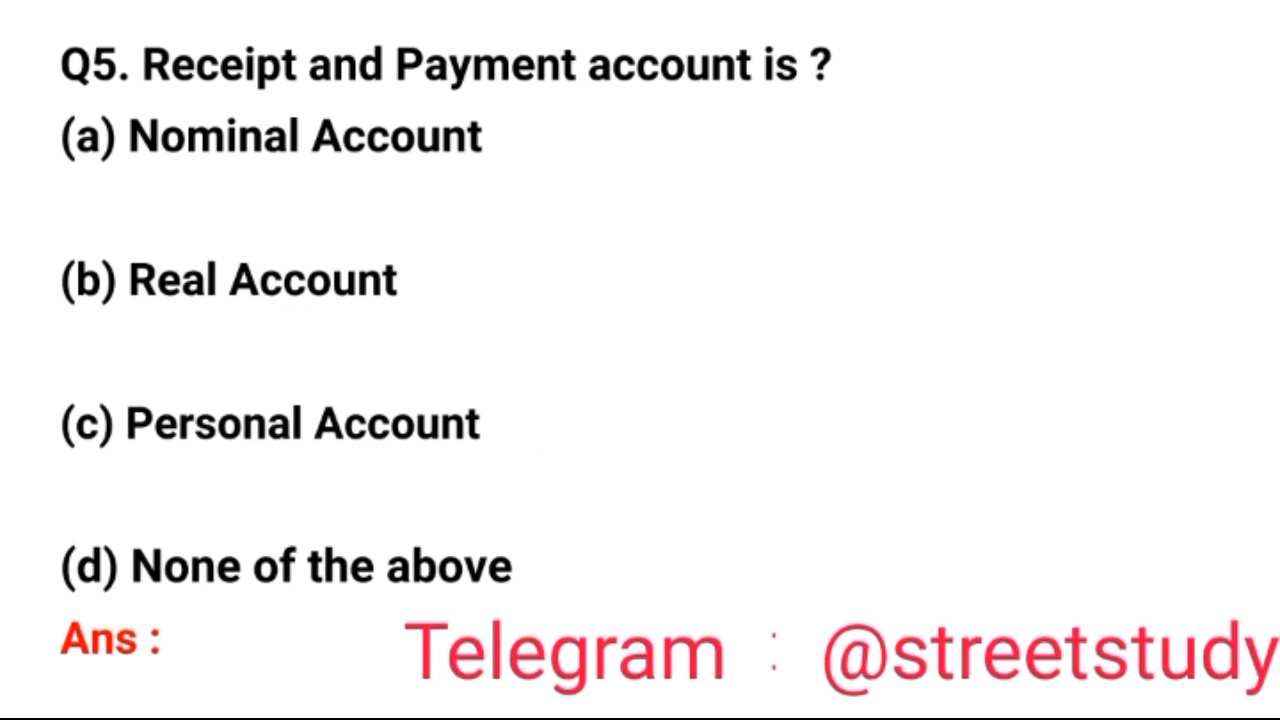 Q5. Receipt and Payment account is ?
(a) Nominal Account
(b) Real Account
(c) Personal Account
(d) None of the above
Ans :
Telegram : @streetstudy